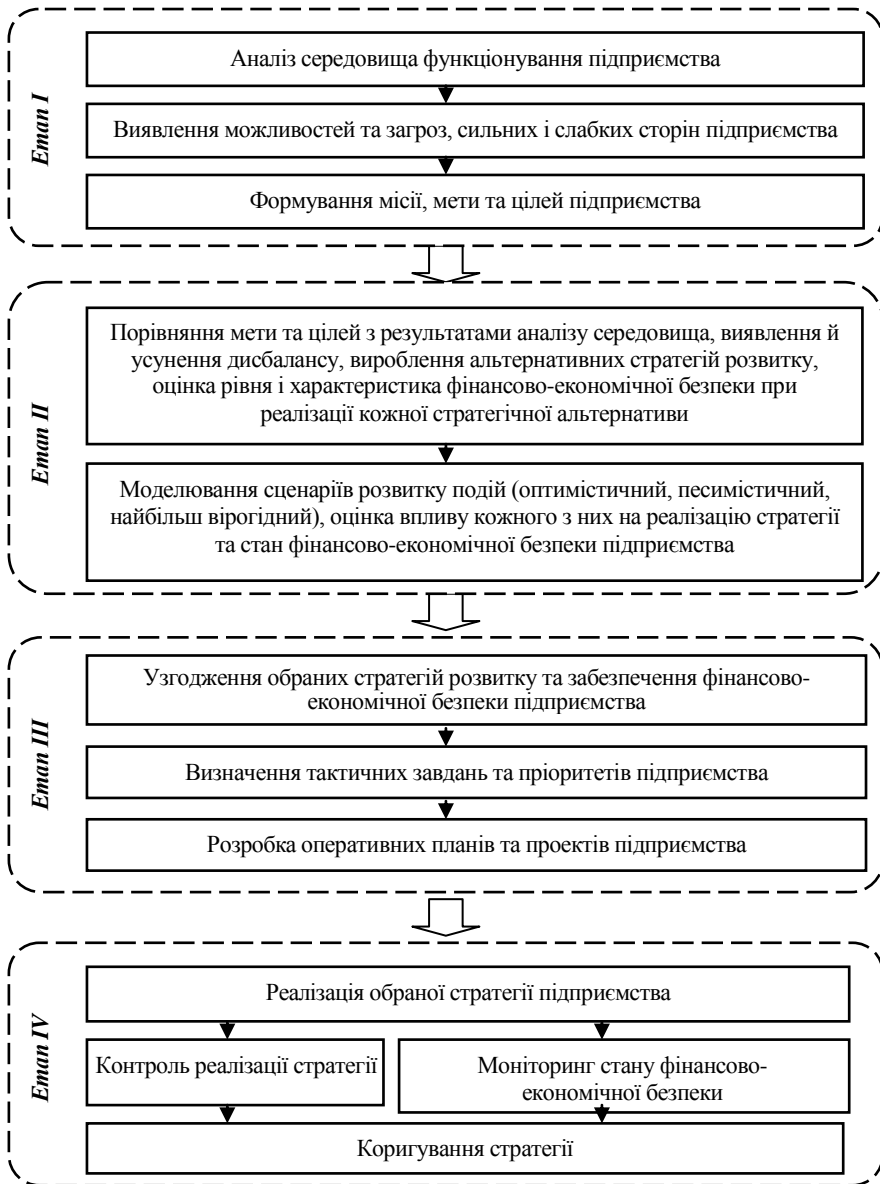 Етап I
Аналіз середовища функціонування підприємства
Виявлення можливостей та загроз, сильних і слабких сторін підприємства
Формування місії, мети та цілей підприємства
Етап II
Порівняння мети та цілей з результатами аналізу середовища, виявлення й
усунення дисбалансу, вироблення альтернативних стратегій розвитку,
оцінка рівня і характеристика фінансово-економічної безпеки при
реалізації кожної стратегічної альтернативи
Моделювання сценаріїв розвитку подій (оптимістичний, песимістичний,
найбільш вірогідний), оцінка впливу кожного з них на реалізацію стратегії
та стан фінансово-економічної безпеки підприємства
Етап III
Узгодження обраних стратегій розвитку та забезпечення фінансово-
економічної безпеки підприємства
Визначення тактичних завдань та пріоритетів підприємства
Розробка оперативних планів та проектів підприємства
Етап IV
Реалізація обраної стратегії підприємства
Контроль реалізації стратегії
Моніторинг стану фінансово-
економічної безпеки
Коригування стратегії